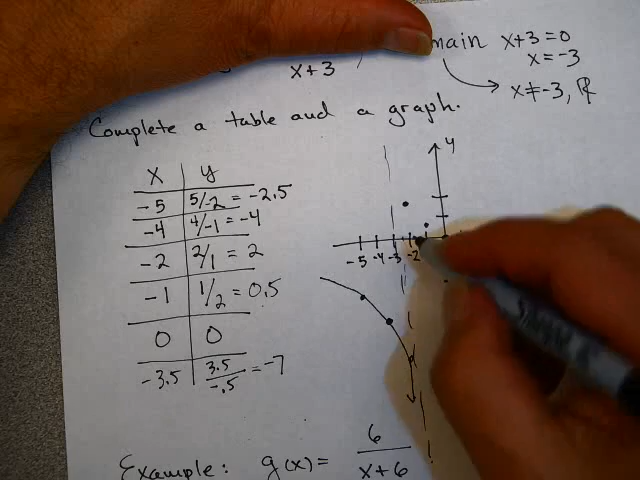 main x+3=0
x+3
x=-3
x≠-3, ℝ
Complete a table and a graph.
x y
-5 5/-2 = -2.5
-4 4/-1 = -4
-2 2/1 = 2
-1 1/2 = 0.5
0 0
-3.5 3.5/-.5 = -7
y
-5 -4 -3 -2
Example: g(x) = 6/x+6